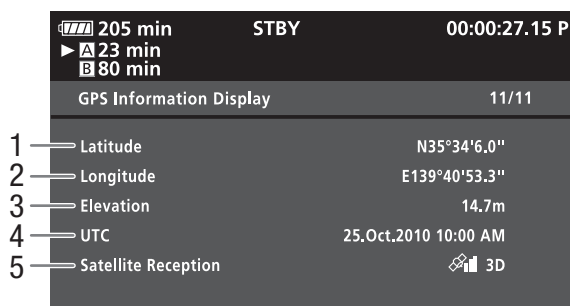 205 min STBY 00:00:27.15 P
A 23 min
B 80 min
GPS Information Display 11/11
1 Latitude N35°34'6.0"
2 Longitude E139°40'53.3"
3 Elevation 14.7m
4 UTC 25.Oct.2010 10:00 AM
5 Satellite Reception 3D